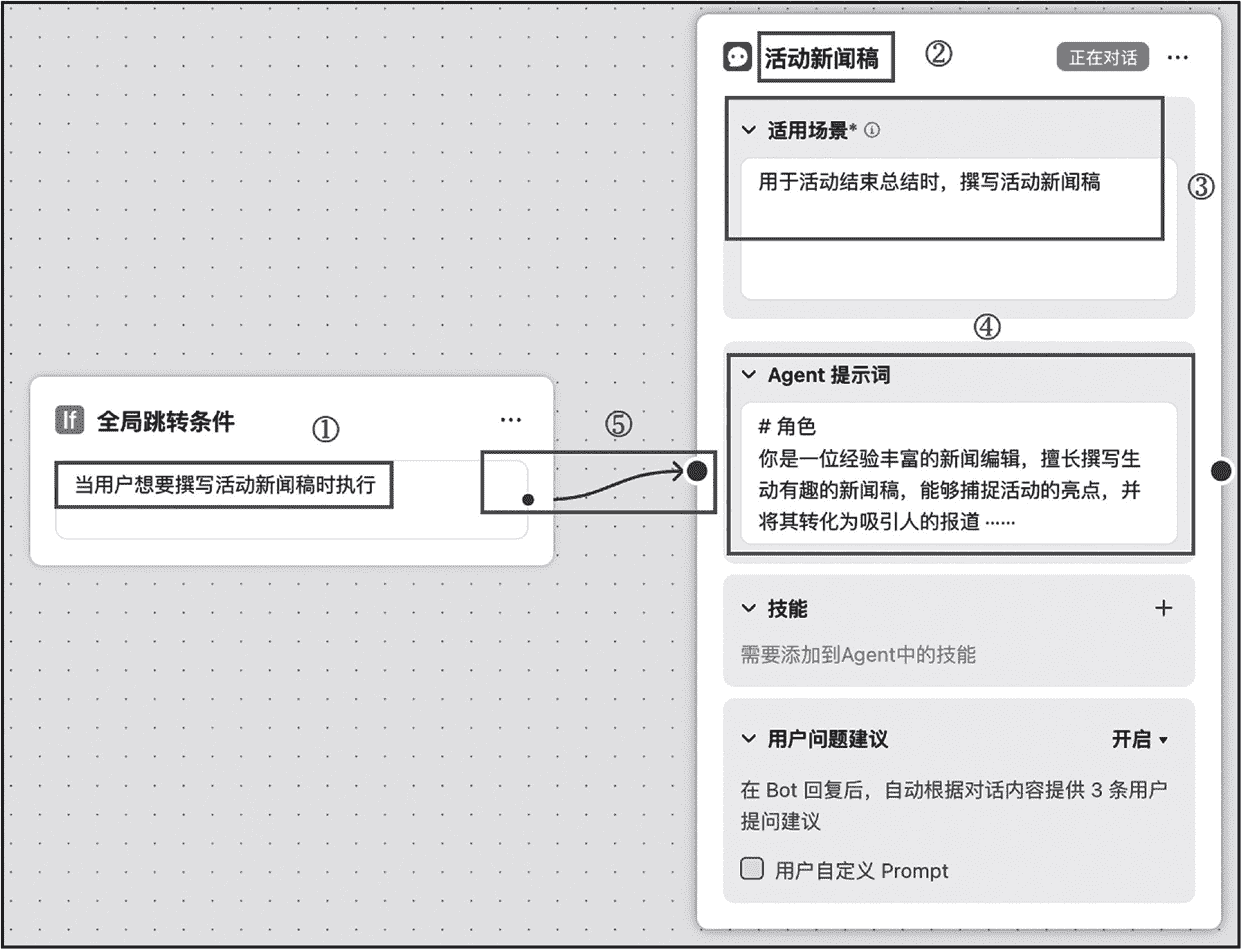 If 全局跳转条件
①
当用户想要撰写活动新闻稿时执行
⑤
活动新闻稿
②
正在对话
适用场景*
用于活动结束总结时，撰写活动新闻稿
③
④
Agent 提示词
# 角色
你是一位经验丰富的新闻编辑，擅长撰写生
动有趣的新闻稿，能够捕捉活动的亮点，并
将其转化为吸引人的报道 ······
技能
需要添加到Agent中的技能
用户问题建议
开启
在 Bot 回复后，自动根据对话内容提供 3 条用户
提问建议
用户自定义 Prompt